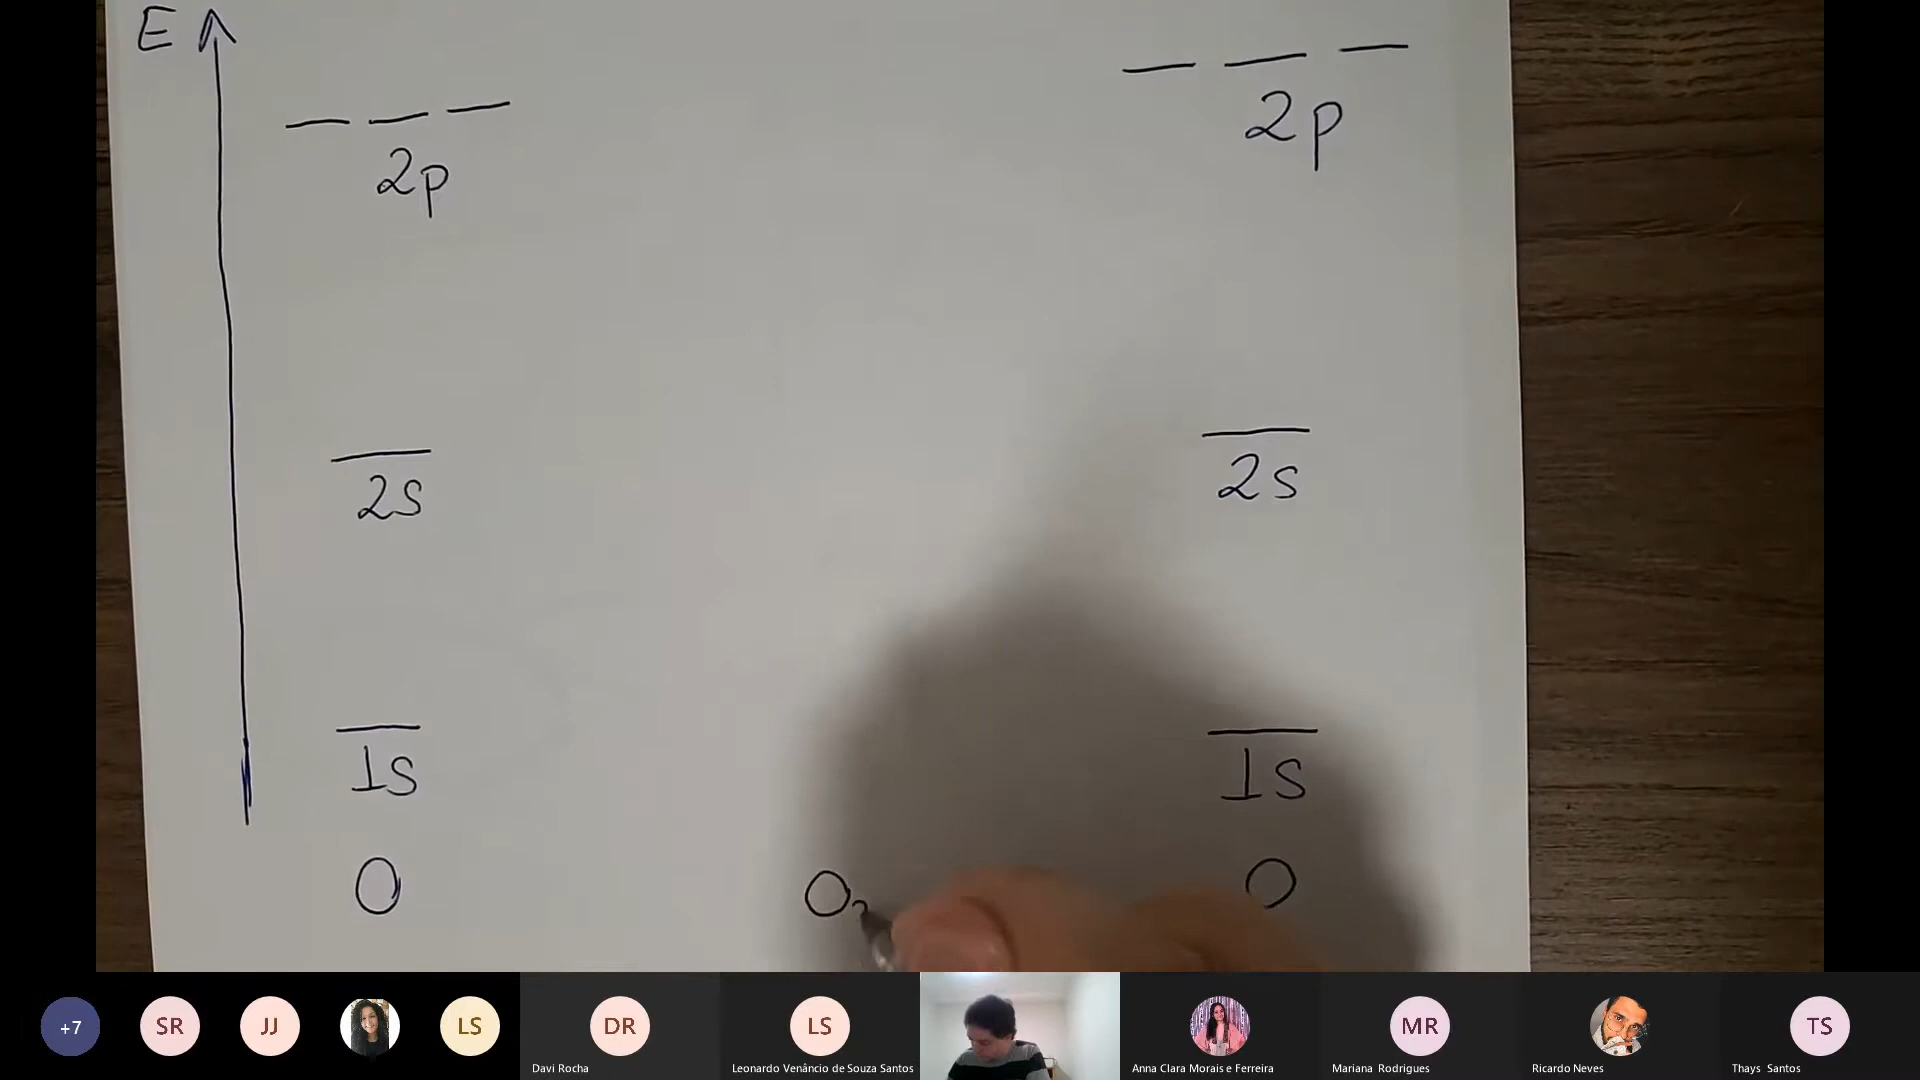 E
2p
2p
2s
2s
1s
1s
O
O2
O
+7
SR
JJ
LS
DR
LS
MR
TS
Davi Rocha
Leonardo Venâncio de Souza Santos
Anna Clara Morais e Ferreira
Mariana Rodrigues
Ricardo Neves
Thays Santos